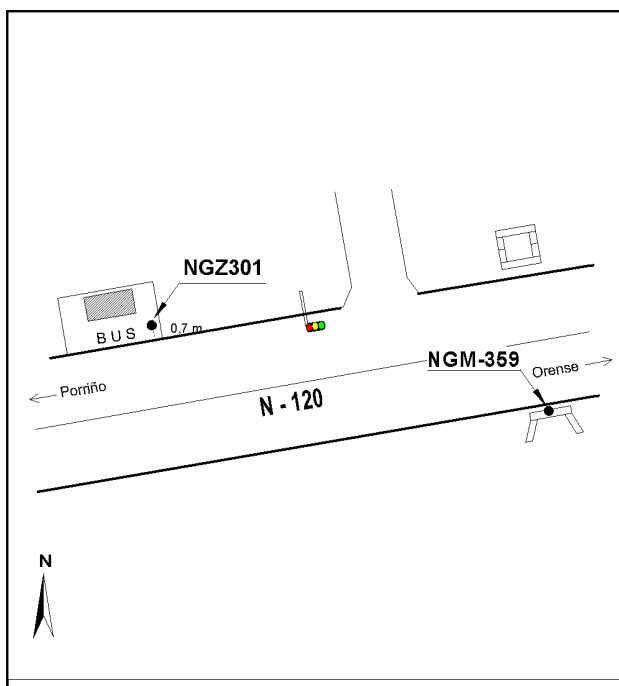 NGZ301
BUS
0,7 m
NGM-359
Orense
Porriño
N - 120
N